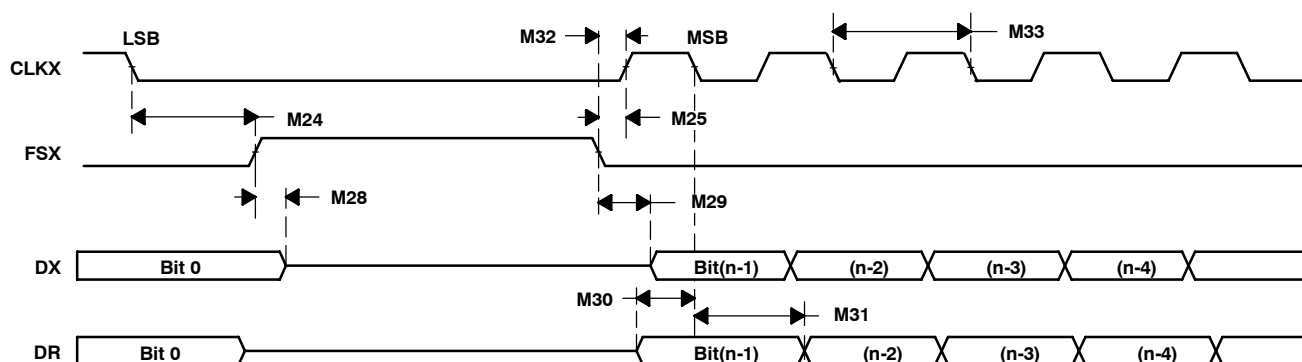 LSB
M32
MSB
M33
CLKX
M24
M25
FSX
M28
M29
DX
Bit 0
Bit(n-1)
(n-2)
(n-3)
(n-4)
M30
M31
DR
Bit 0
Bit(n-1)
(n-2)
(n-3)
(n-4)